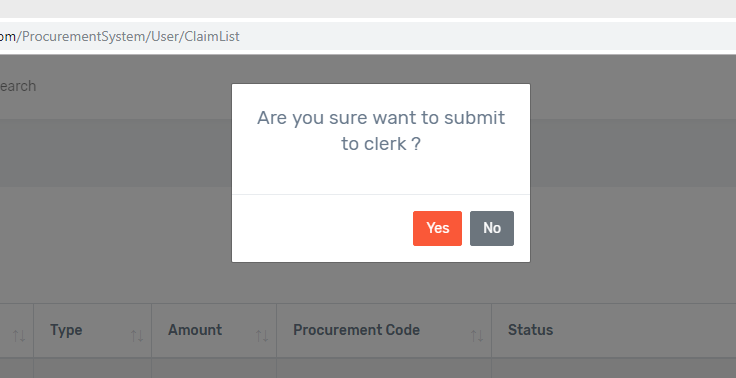 om/ProcurementSystem/User/ClaimList
earch
Are you sure want to submit
to clerk ?
Yes No
Type Amount Procurement Code Status